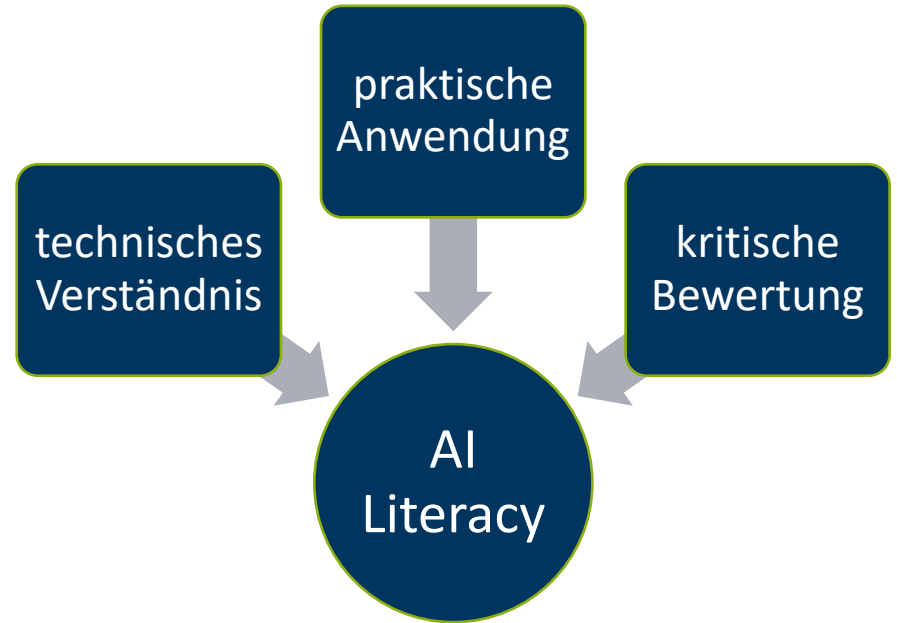 praktische
Anwendung
technisches
Verständnis
kritische
Bewertung
AI
Literacy